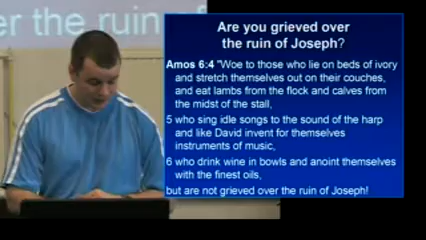 er the ruin of
Are you grieved over
the ruin of Joseph?
Amos 6:4 "Woe to those who lie on beds of ivory
and stretch themselves out on their couches,
and eat lambs from the flock and calves from
the midst of the stall,
5 who sing idle songs to the sound of the harp
and like David invent for themselves
instruments of music,
6 who drink wine in bowls and anoint themselves
with the finest oils,
but are not grieved over the ruin of Joseph!